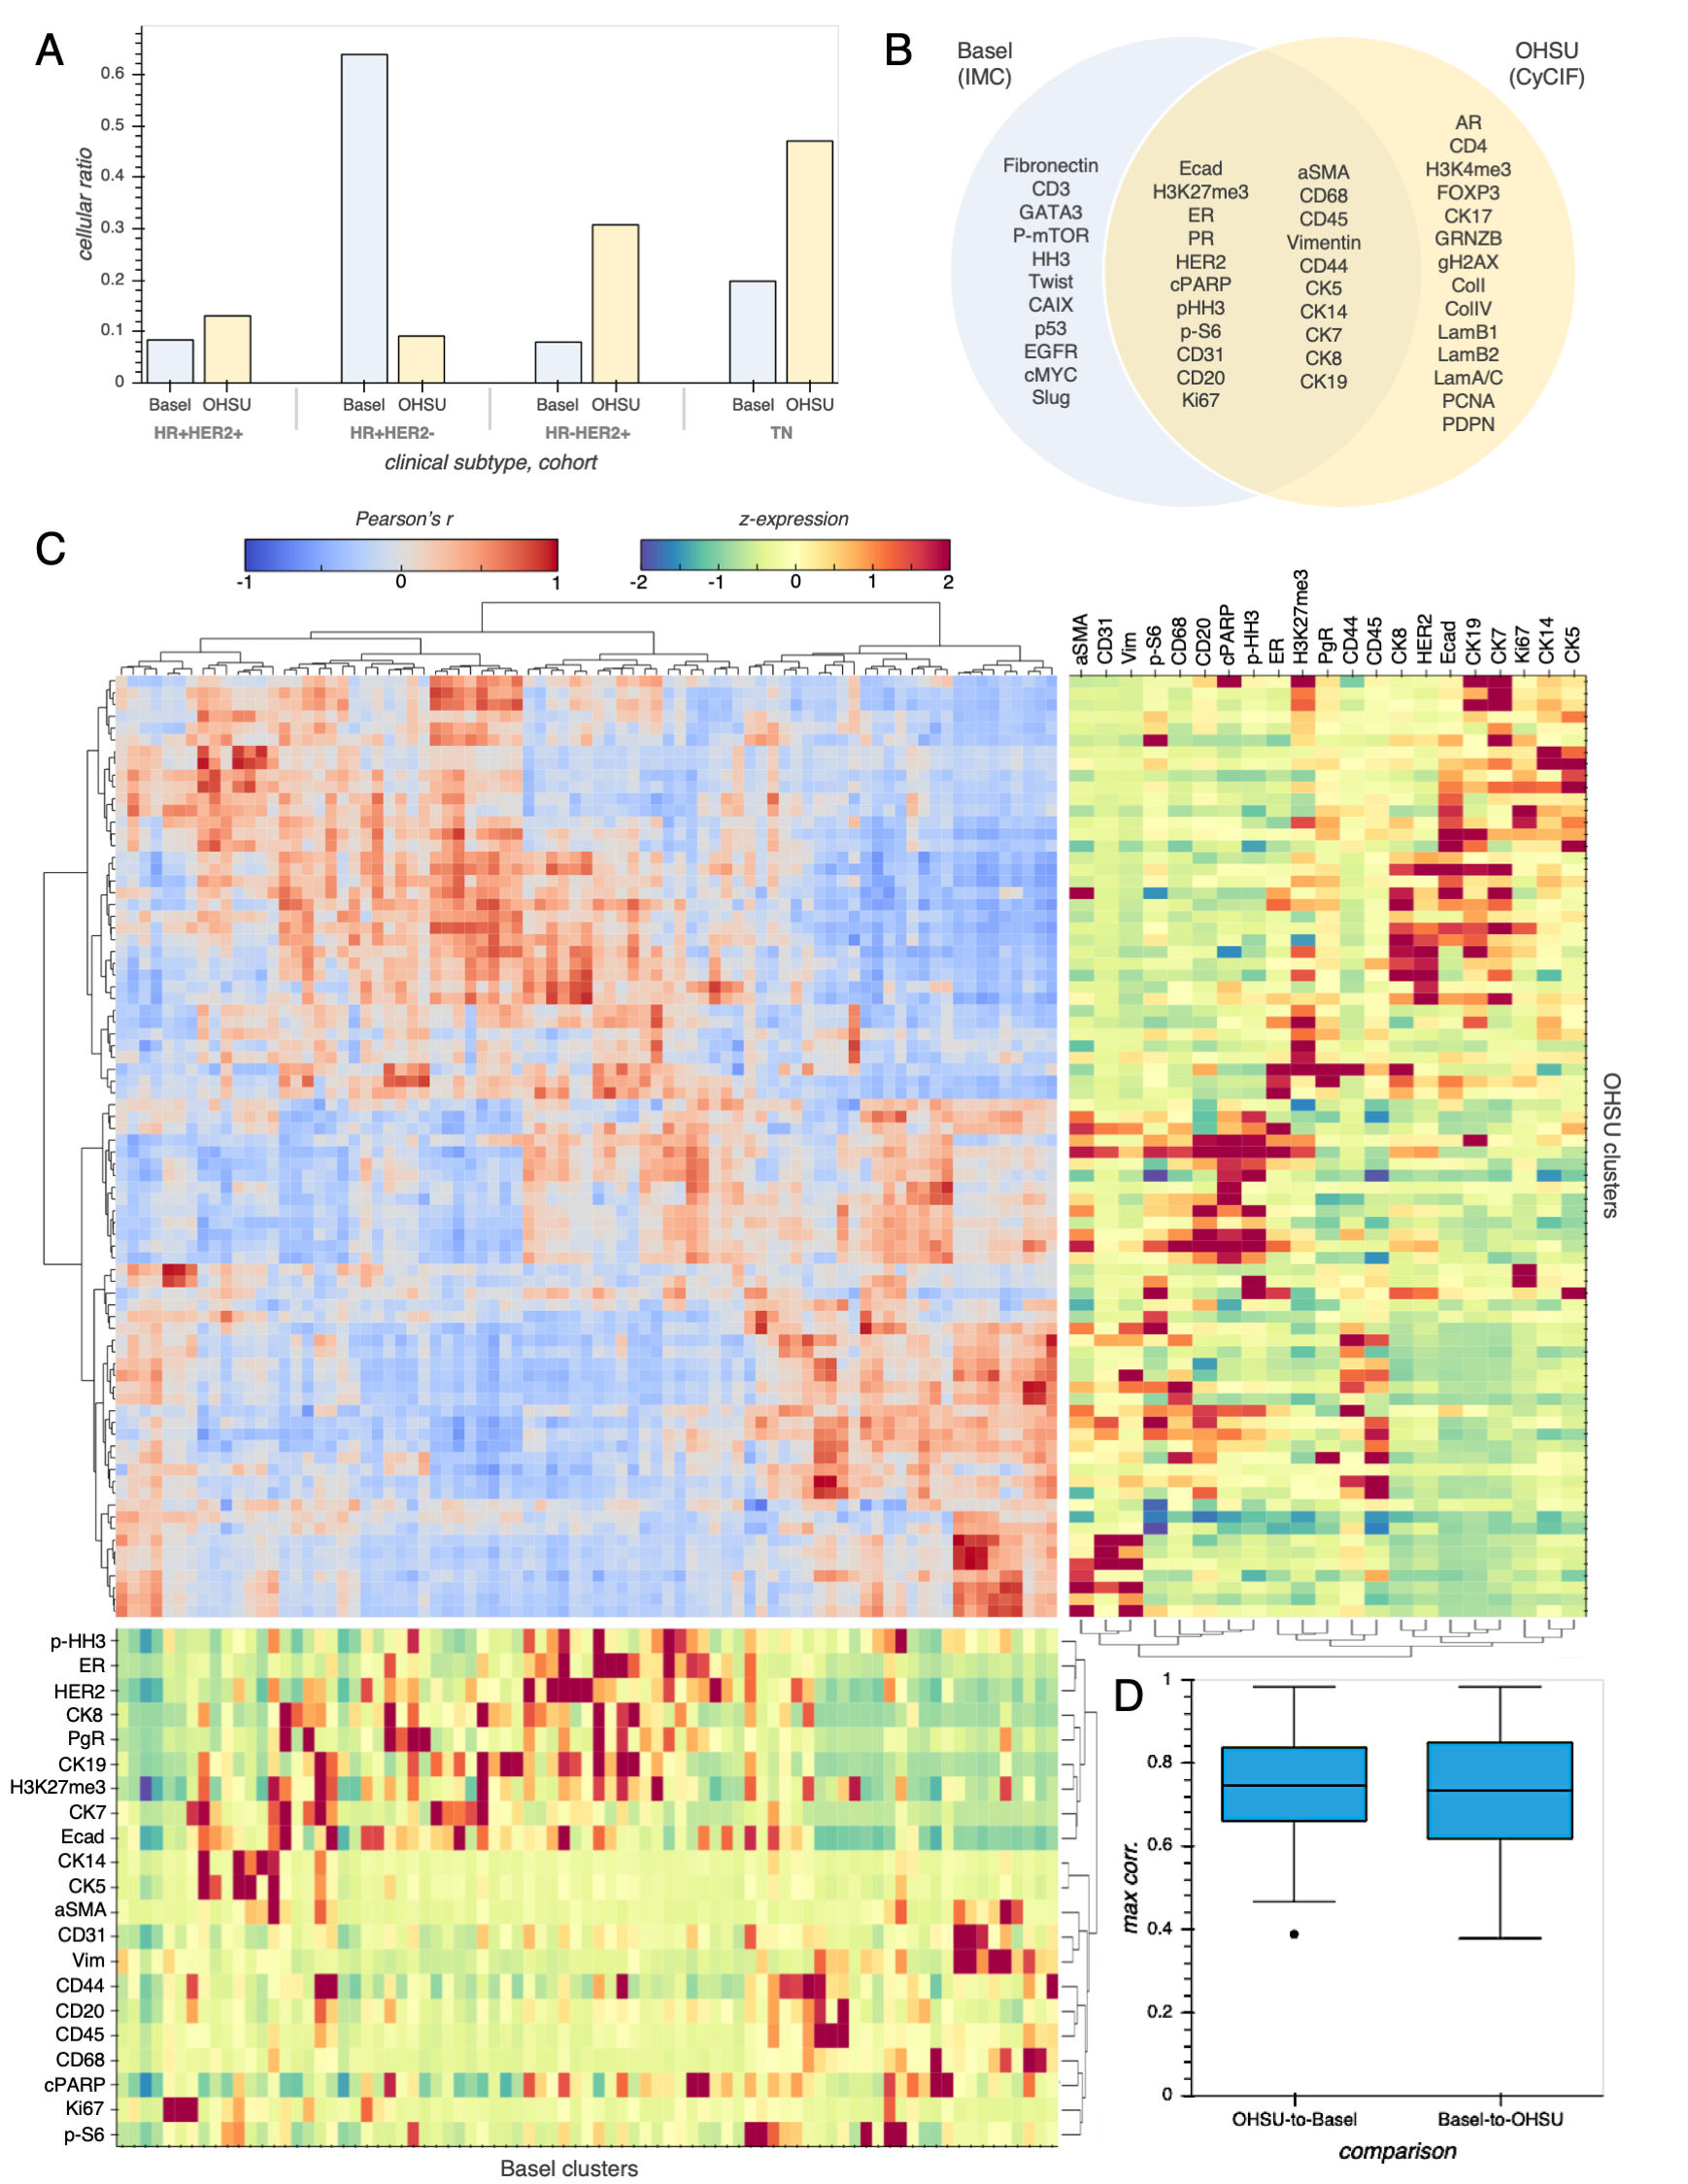 A
0.6
0.5
0.4
0.3
0.2
0.1
0
cellular ratio
Basel OHSU Basel OHSU Basel OHSU Basel OHSU
HR+HER2+ HR+HER2- HR-HER2+ TN
clinical subtype, cohort
B
Basel
(IMC)
OHSU
(CyCIF)
Fibronectin
CD3
GATA3
P-mTOR
HH3
Twist
CAIX
p53
EGFR
cMYC
Slug
Ecad
H3K27me3
ER
PR
HER2
cPARP
pHH3
p-S6
CD31
CD20
Ki67
aSMA
CD68
CD45
Vimentin
CD44
CK5
CK14
CK7
CK8
CK19
AR
CD4
H3K4me3
FOXP3
CK17
GRNZB
gH2AX
ColI
ColIV
LamB1
LamB2
LamA/C
PCNA
PDPN
C
Pearson's r
-1 0 1
z-expression
-2 -1 0 1 2
aSMA
CD31
Vim
p-S6
CD68
CD20
cPARP
p-HH3
ER
H3K27me3
PgR
CD44
CD45
CK8
HER2
Ecad
CK19
CK7
Ki67
CK14
CK5
OHSU clusters
p-HH3
ER
HER2
CK8
PgR
CK19
H3K27me3
CK7
Ecad
CK14
CK5
aSMA
CD31
Vim
CD44
CD20
CD45
CD68
cPARP
Ki67
p-S6
Basel clusters
D
1
0.8
0.6
0.4
0.2
0
max corr.
OHSU-to-Basel Basel-to-OHSU
comparison